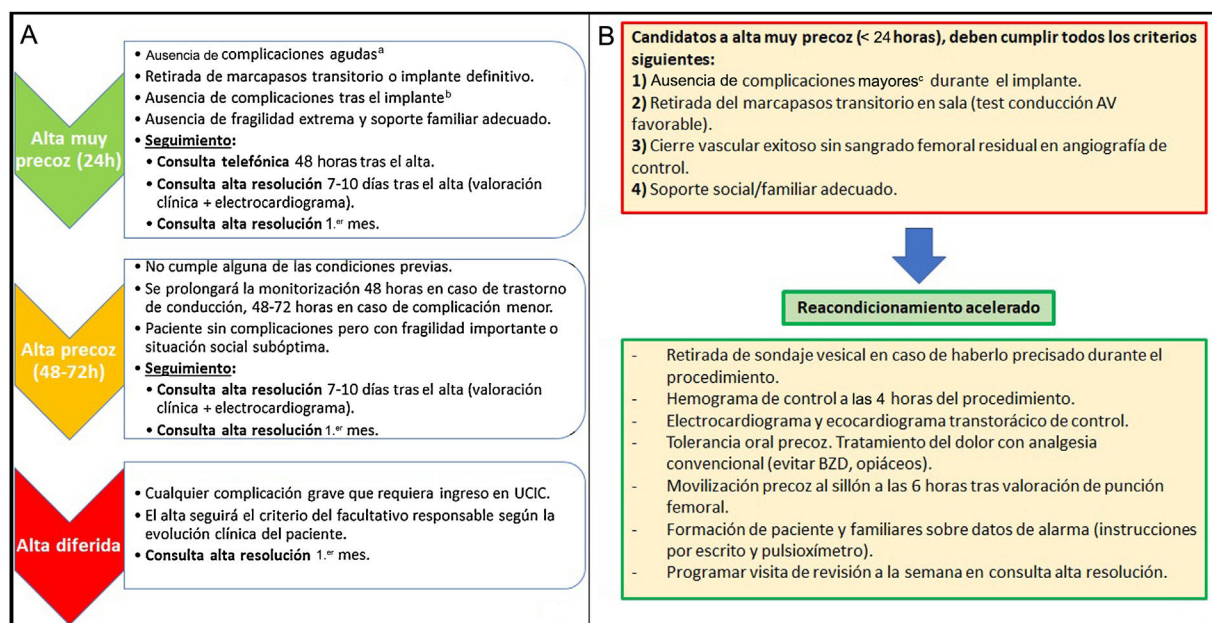 A
Alta muy
precoz (24h)
• Ausencia de complicaciones agudasᵃ
• Retirada de marcapasos transitorio o implante definitivo.
• Ausencia de complicaciones tras el implanteᵇ
• Ausencia de fragilidad extrema y soporte familiar adecuado.
• Seguimiento:
• Consulta telefónica 48 horas tras el alta.
• Consulta alta resolución 7-10 días tras el alta (valoración
clínica + electrocardiograma).
• Consulta alta resolución 1.er mes.
Alta precoz
(48-72h)
• No cumple alguna de las condiciones previas.
• Se prolongará la monitorización 48 horas en caso de trastorno
de conducción, 48-72 horas en caso de complicación menor.
• Paciente sin complicaciones pero con fragilidad importante o
situación social subóptima.
• Seguimiento:
• Consulta alta resolución 7-10 días tras el alta (valoración
clínica + electrocardiograma).
• Consulta alta resolución 1.er mes.
Alta diferida
• Cualquier complicación grave que requiera ingreso en UCIC.
• El alta seguirá el criterio del facultativo responsable según la
evolución clínica del paciente.
• Consulta alta resolución 1.er mes.
B
Candidatos a alta muy precoz (< 24 horas), deben cumplir todos los criterios
siguientes:
1) Ausencia de complicaciones mayoresᶜ durante el implante.
2) Retirada del marcapasos transitorio en sala (test conducción AV
favorable).
3) Cierre vascular exitoso sin sangrado femoral residual en angiografía de
control.
4) Soporte social/familiar adecuado.
Reacondicionamiento acelerado
- Retirada de sondaje vesical en caso de haberlo precisado durante el
procedimiento.
- Hemograma de control a las 4 horas del procedimiento.
- Electrocardiograma y ecocardiograma transtorácico de control.
- Tolerancia oral precoz. Tratamiento del dolor con analgesia
convencional (evitar BZD, opiáceos).
- Movilización precoz al sillón a las 6 horas tras valoración de punción
femoral.
- Formación de paciente y familiares sobre datos de alarma (instrucciones
por escrito y pulsioxímetro).
- Programar visita de revisión a la semana en consulta alta resolución.